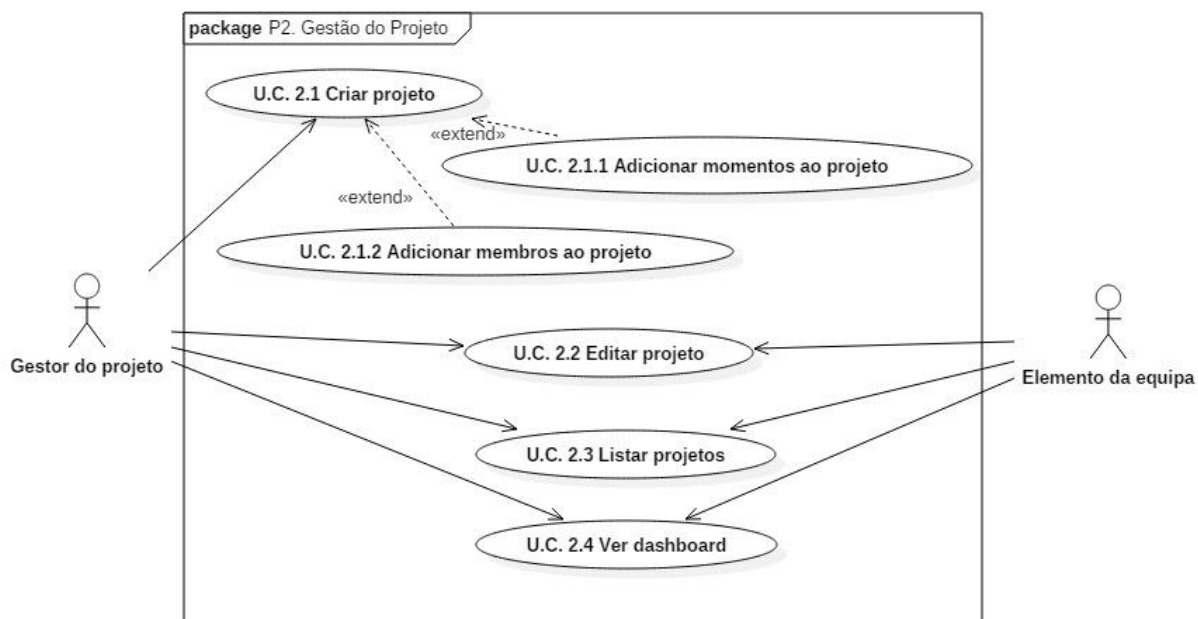 package P2. Gestão do Projeto
U.C. 2.1 Criar projeto
«extend»
U.C. 2.1.1 Adicionar momentos ao projeto
«extend»
U.C. 2.1.2 Adicionar membros ao projeto
Gestor do projeto
U.C. 2.2 Editar projeto
Elemento da equipa
U.C. 2.3 Listar projetos
U.C. 2.4 Ver dashboard